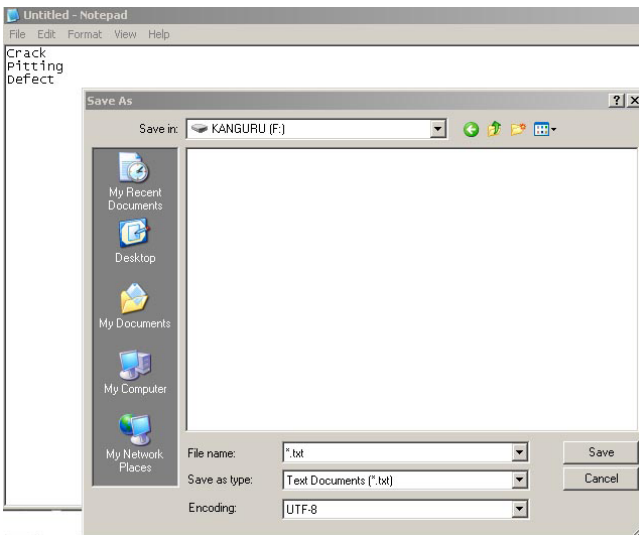 Untitled - Notepad
File Edit Format View Help
Crack
Pitting
Defect
Save As
Save in: KANGURU (F:)
My Recent
Documents
Desktop
My Documents
My Computer
My Network
Places
File name: *.txt Save
Save as type: Text Documents (*.txt) Cancel
Encoding: UTF-8